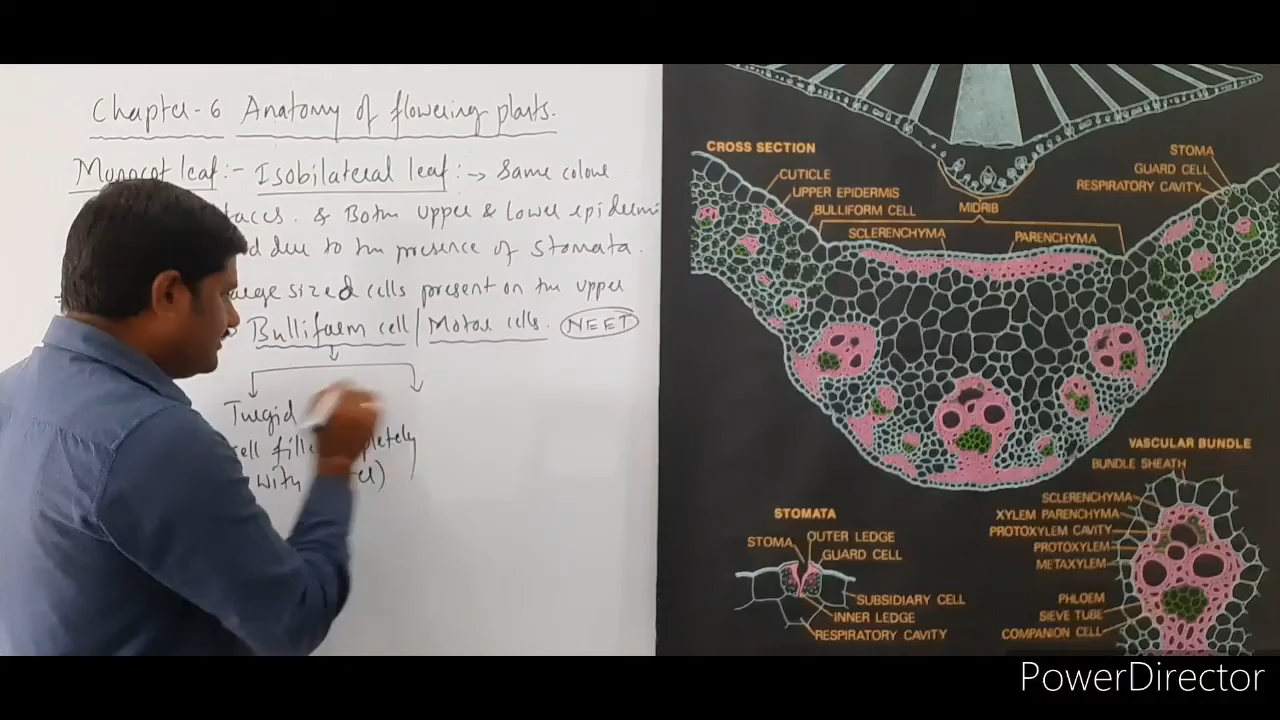 Chapter-6 Anatomy of flowering plants.
Monocot leaf:- Isobilateral leaf:→ Same colour
faces. & Both upper & lower epidermi
d due to the presence of stomata.
large sized cells present on the upper
Bulliform cell / Motor cells. NEET
Turgid
cell fille pletely
with
CROSS SECTION
CUTICLE
UPPER EPIDERMIS
BULLIFORM CELL
SCLERENCHYMA
MIDRIB
PARENCHYMA
STOMA
GUARD CELL
RESPIRATORY CAVITY
STOMATA
STOMA
OUTER LEDGE
GUARD CELL
SUBSIDIARY CELL
INNER LEDGE
RESPIRATORY CAVITY
VASCULAR BUNDLE
BUNDLE SHEATH
SCLERENCHYMA
XYLEM PARENCHYMA
PROTOXYLEM CAVITY
PROTOXYLEM
METAXYLEM
PHLOEM
SIEVE TUBE
COMPANION CELL
PowerDirector